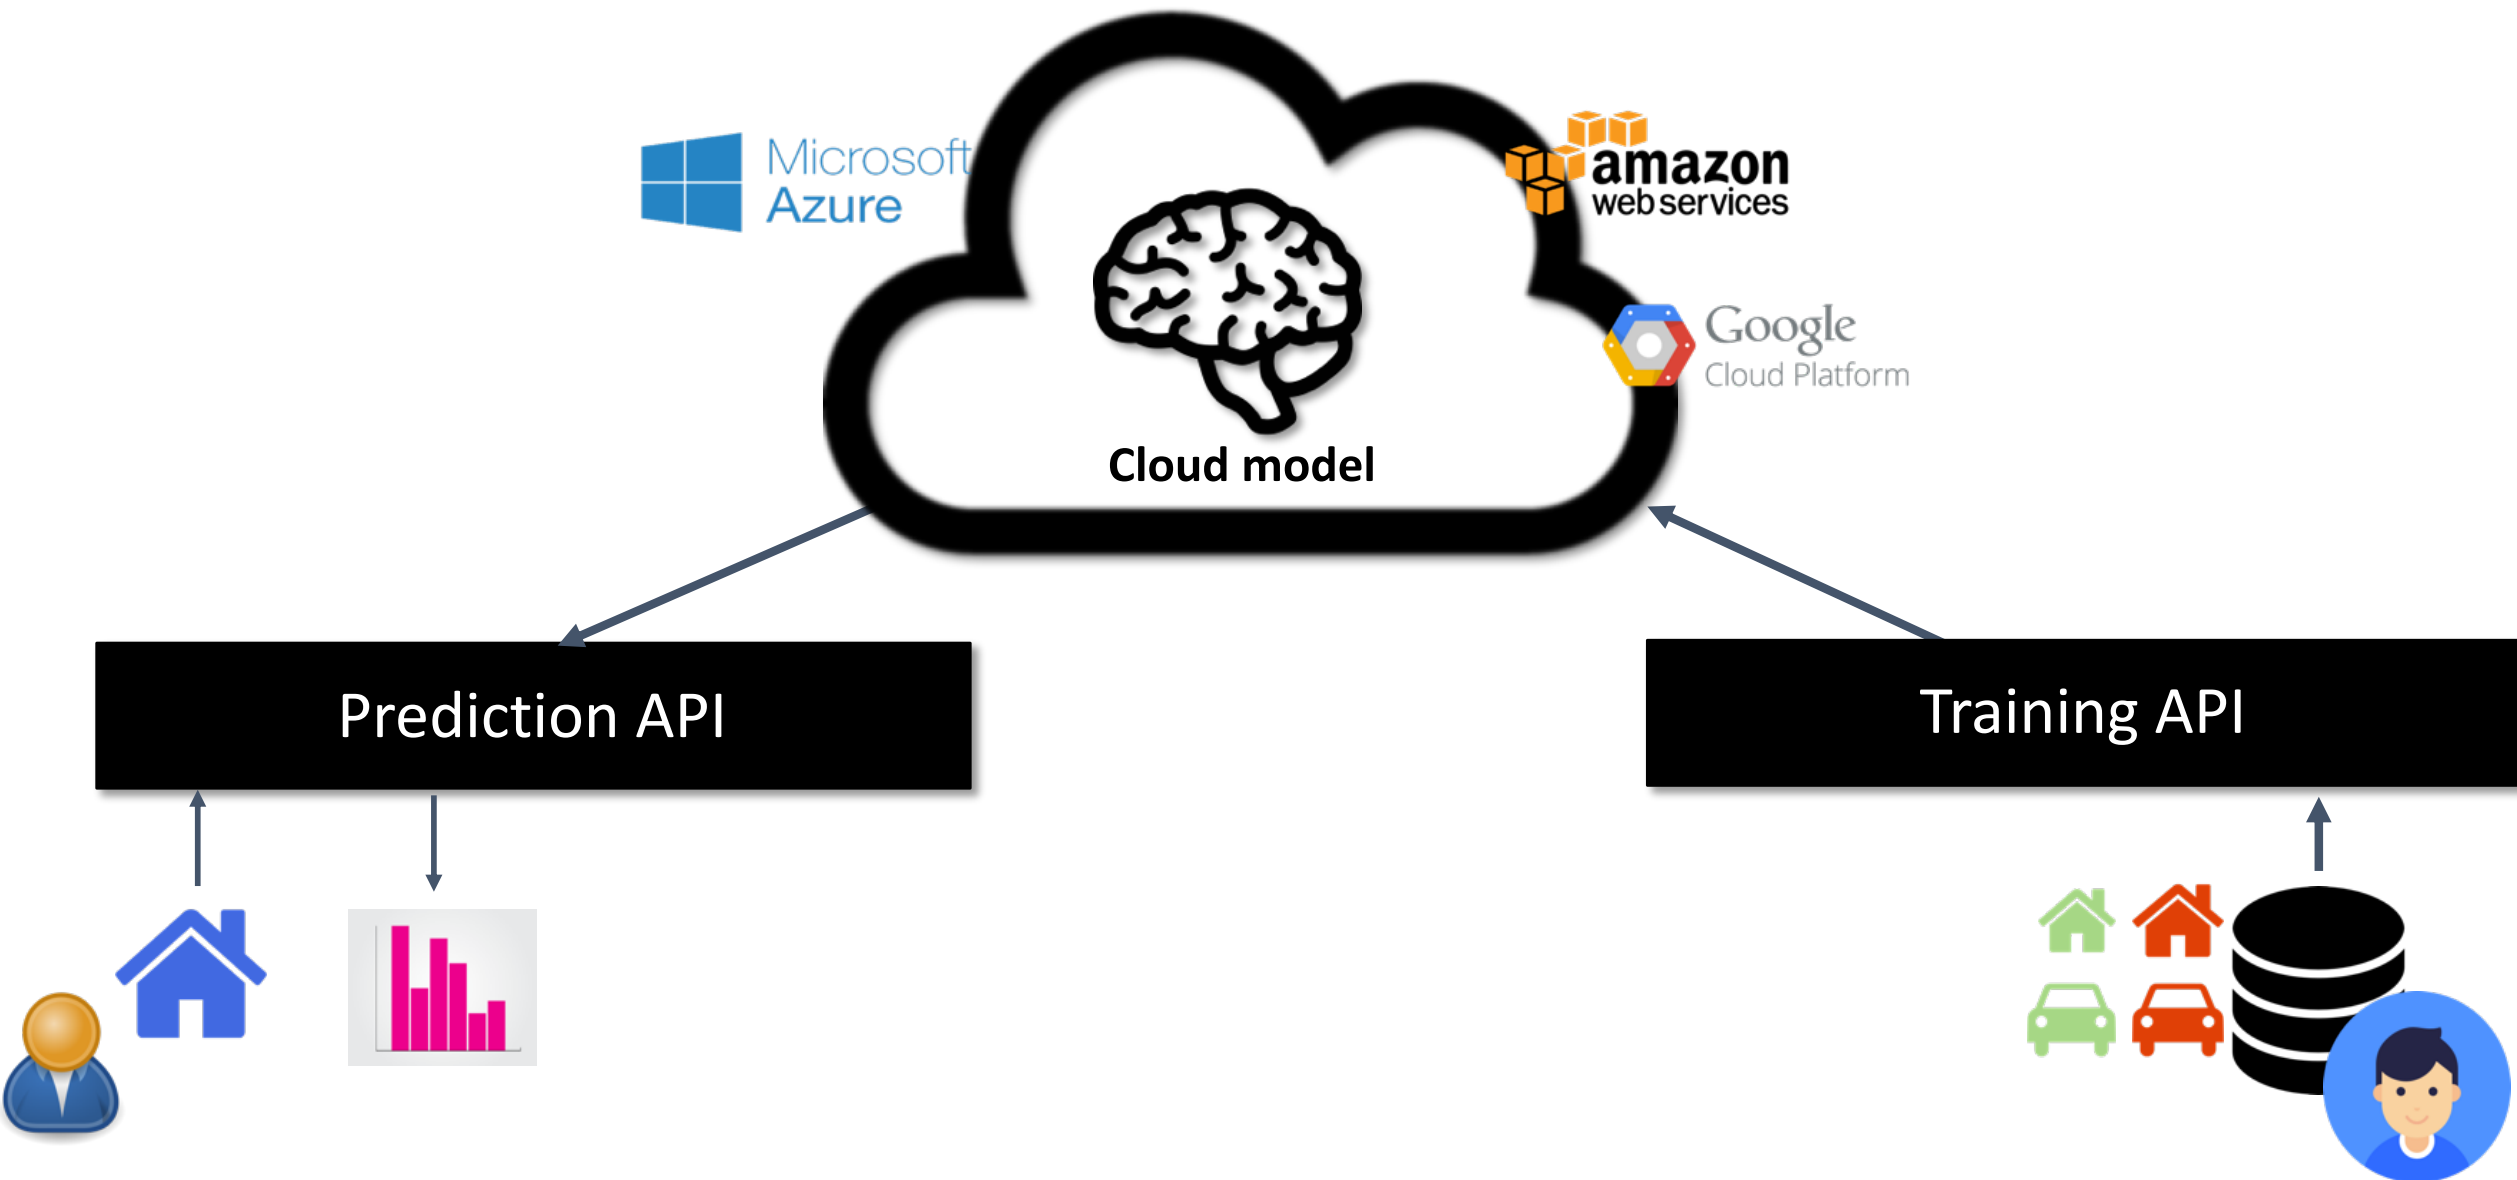 Microsoft
Azure
amazon
web services
Google
Cloud Platform
Cloud model
Prediction API
Training API